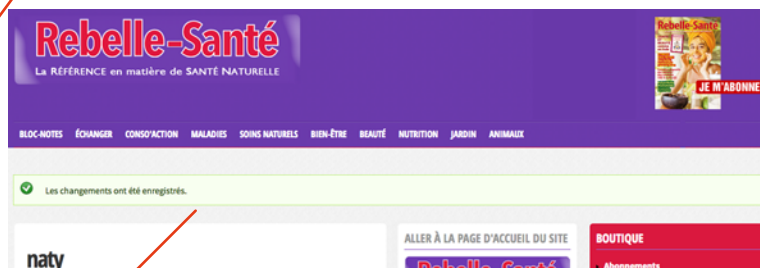 Rebelle-Santé
La RÉFÉRENCE en matière de SANTÉ NATURELLE
Rebelle-Santé
JE M'ABONNE
BLOC-NOTES ÉCHANGER CONSO'ACTION MALADIES SOINS NATURELS BIEN-ÊTRE BEAUTÉ NUTRITION JARDIN ANIMAUX
Les changements ont été enregistrés.
naty
ALLER À LA PAGE D'ACCUEIL DU SITE
Rebelle-Santé
BOUTIQUE
Abonnements